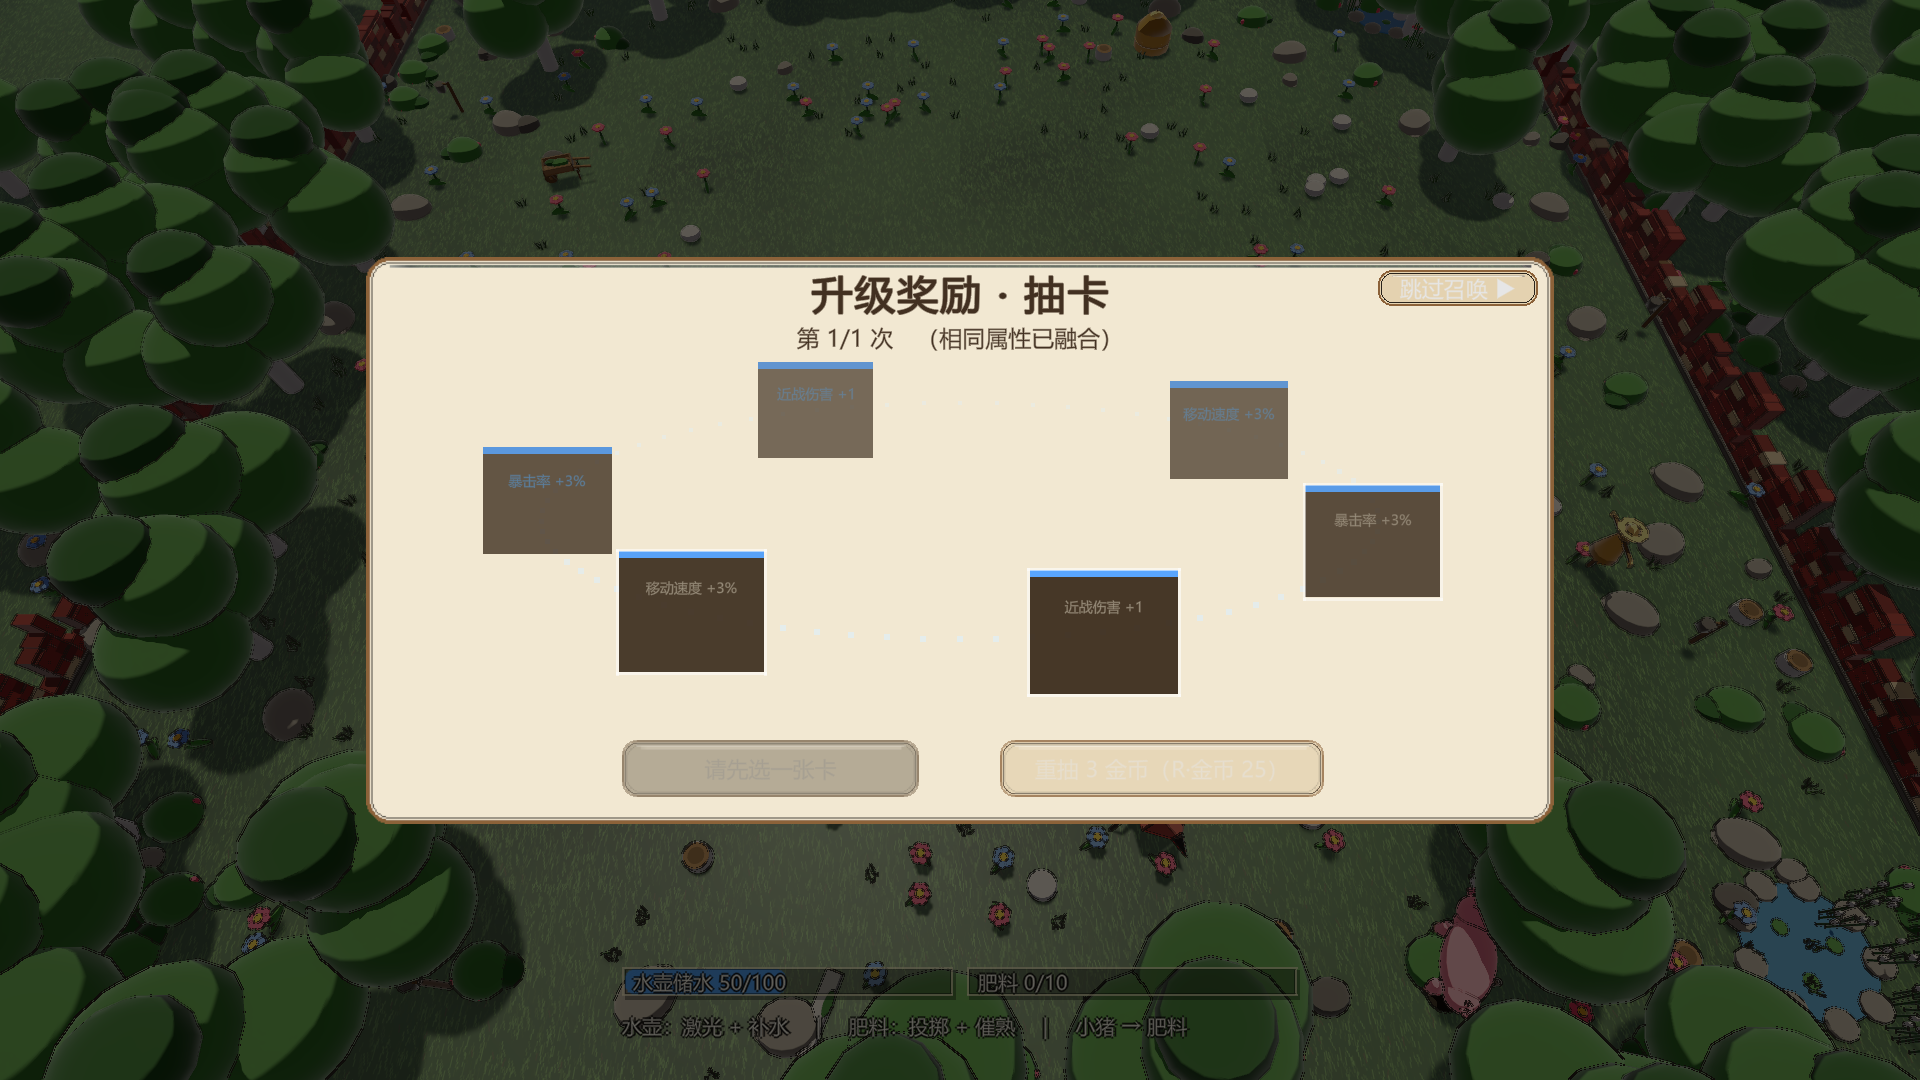 升级奖励 · 抽卡
跳过召唤 ▶
第 1/1 次 （相同属性已融合）
近战伤害 +1
移动速度 +3%
暴击率 +3%
暴击率 +3%
移动速度 +3%
近战伤害 +1
请先选一张卡
重抽 3 金币（R·金币 25）
水壶储水 50/100
肥料 0/10
水壶：激光 + 补水 | 肥料：投掷 + 催熟 | 小猪 → 肥料